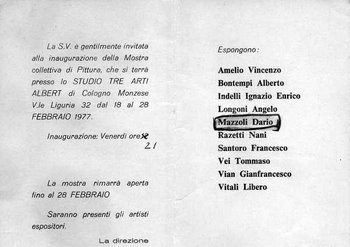 La S.V. è gentilmente invitata
alla inaugurazione della Mostra
collettiva di Pittura, che si terrà
presso lo STUDIO TRE ARTI
ALBERT di Cologno Monzese
V.le Liguria 32 dal 18 al 28
FEBBRAIO 1977.
Inaugurazione: Venerdì ore
21
La mostra rimarrà aperta
fino al 28 FEBBRAIO
Saranno presenti gli artisti
espositori.
La direzione
Espongono:
Amelio Vincenzo
Bontempi Alberto
Indelli Ignazio Enrico
Longoni Angelo
Mazzoli Dario
Razetti Nani
Santoro Francesco
Vei Tommaso
Vian Gianfrancesco
Vitali Libero